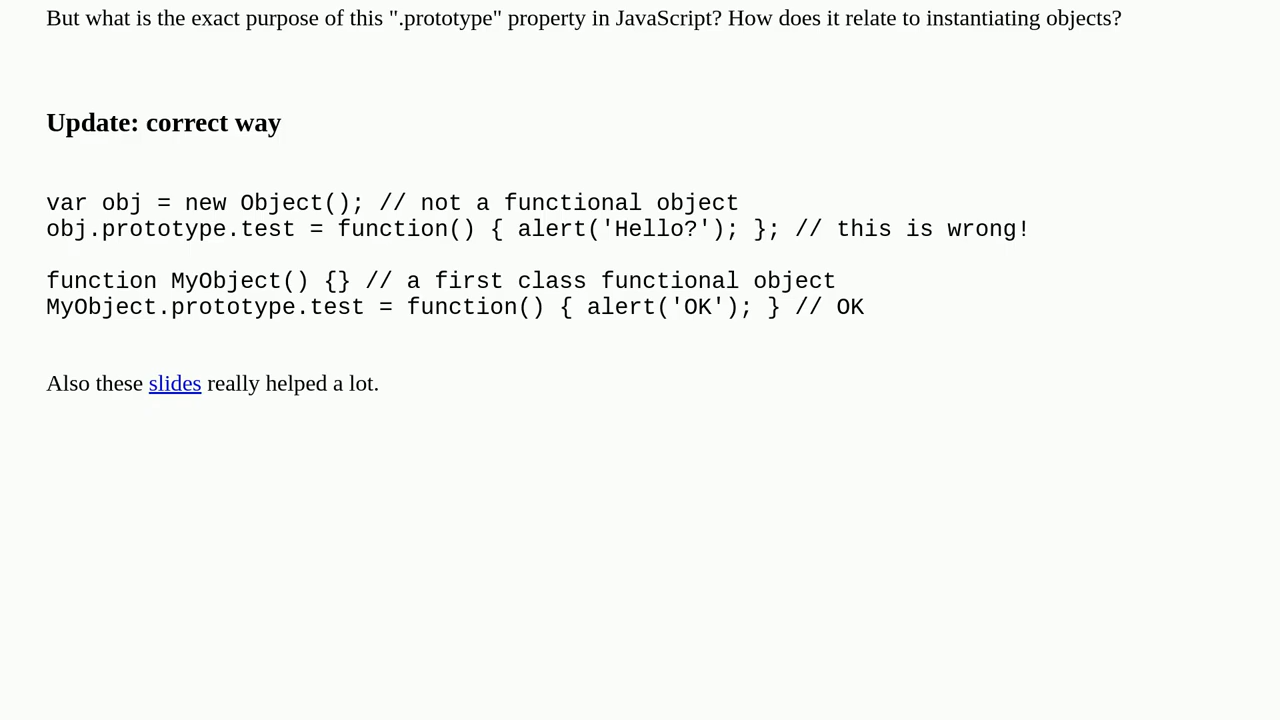 But what is the exact purpose of this ".prototype" property in JavaScript? How does it relate to instantiating objects?
Update: correct way
var obj = new Object(); // not a functional object
obj.prototype.test = function() { alert('Hello?'); }; // this is wrong!
function MyObject() {} // a first class functional object
MyObject.prototype.test = function() { alert('OK'); } // OK
Also these slides really helped a lot.